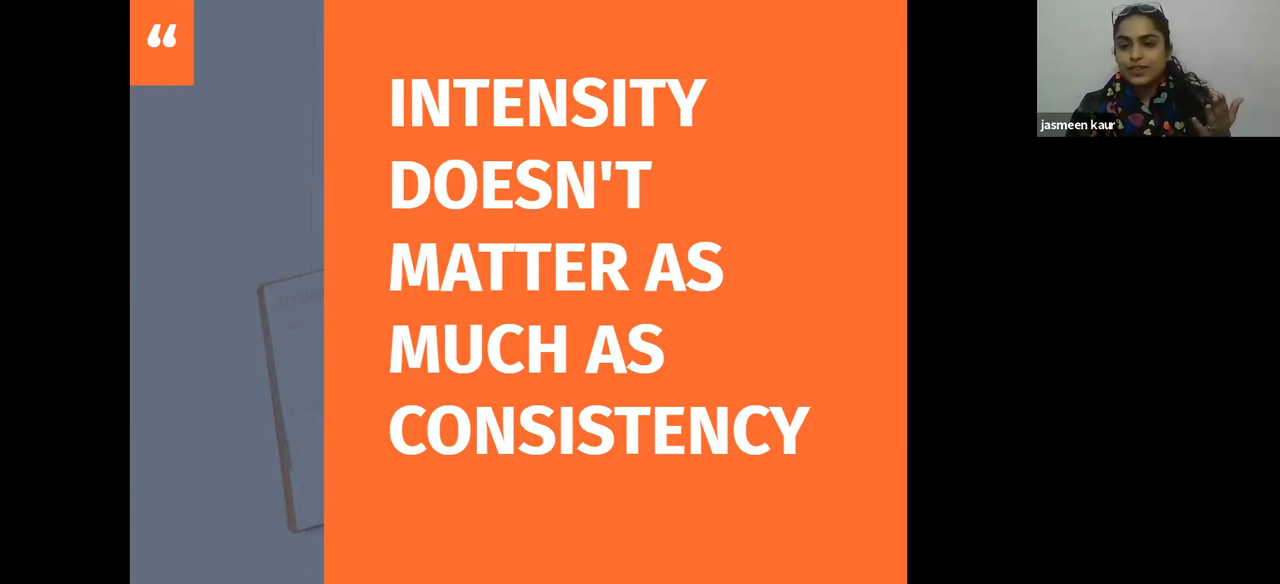 “
INTENSITY
DOESN'T
MATTER AS
MUCH AS
CONSISTENCY
jasmeen kaur